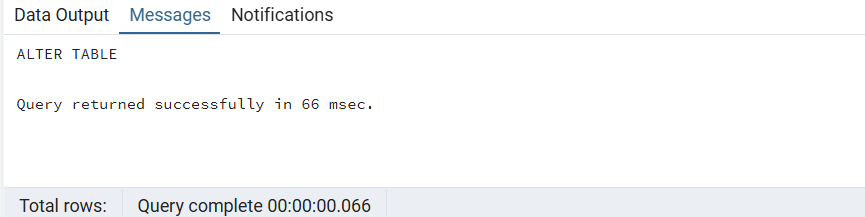 Data Output Messages Notifications
ALTER TABLE
Query returned successfully in 66 msec.
Total rows: Query complete 00:00:00.066